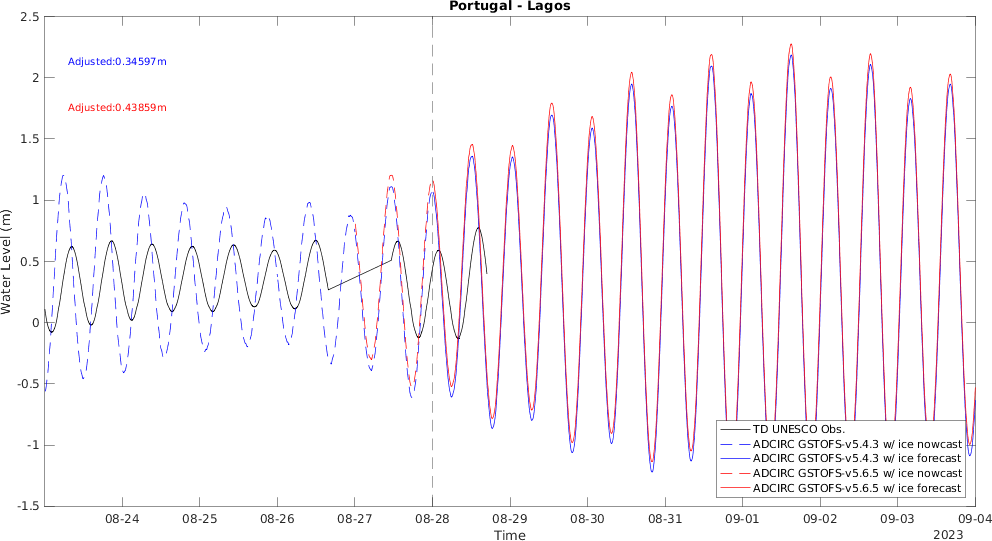 Portugal - Lagos
Adjusted:0.34597m
Adjusted:0.43859m
Water Level (m)
2.5
2
1.5
1
0.5
0
-0.5
-1
-1.5
TD UNESCO Obs.
ADCIRC GSTOFS-v5.4.3 w/ ice nowcast
ADCIRC GSTOFS-v5.4.3 w/ ice forecast
ADCIRC GSTOFS-v5.6.5 w/ ice nowcast
ADCIRC GSTOFS-v5.6.5 w/ ice forecast
08-24 08-25 08-26 08-27 08-28 08-29 08-30 08-31 09-01 09-02 09-03 09-04
Time
2023